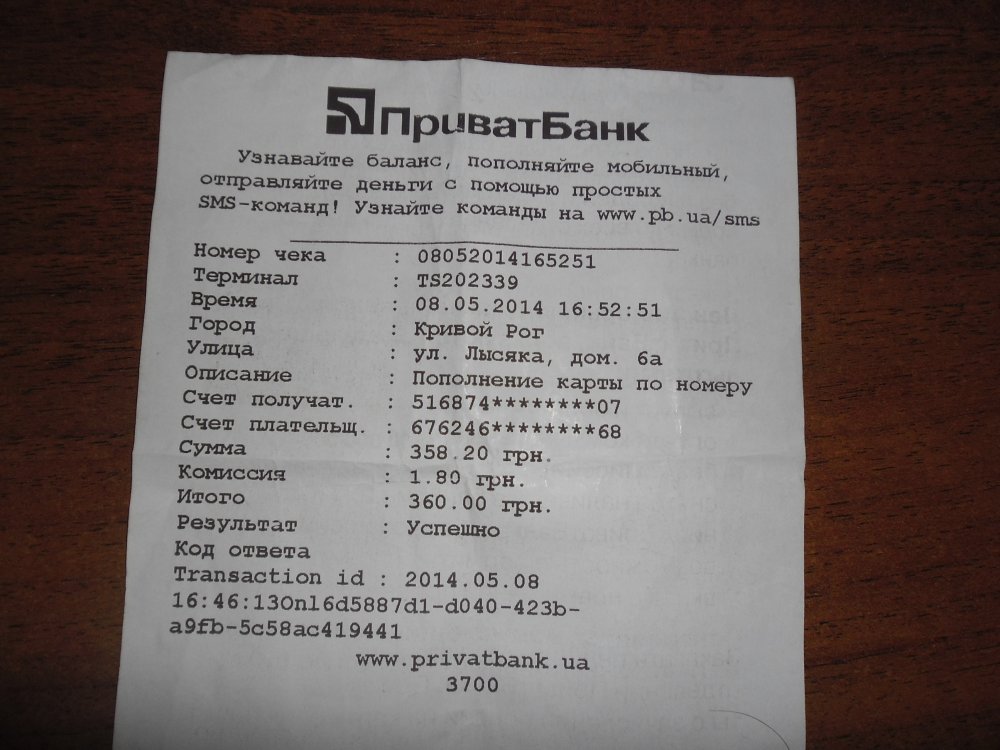 ПриватБанк
Узнавайте баланс, пополняйте мобильный,
отправляйте деньги с помощью простых
SMS-команд! Узнайте команды на www.pb.ua/sms
Номер чека : 08052014165251
Терминал : TS202339
Время : 08.05.2014 16:52:51
Город : Кривой Рог
Улица : ул. Лысяка, дом. 6а
Описание : Пополнение карты по номеру
Счет получат. : 516874********07
Счет плательщ. : 676246********68
Сумма : 358.20 грн.
Комиссия : 1.80 грн.
Итого : 360.00 грн.
Результат : Успешно
Код ответа
Transaction id : 2014.05.08
16:46:13Onl6d5887d1-d040-423b-
a9fb-5c58ac419441
www.privatbank.ua
3700